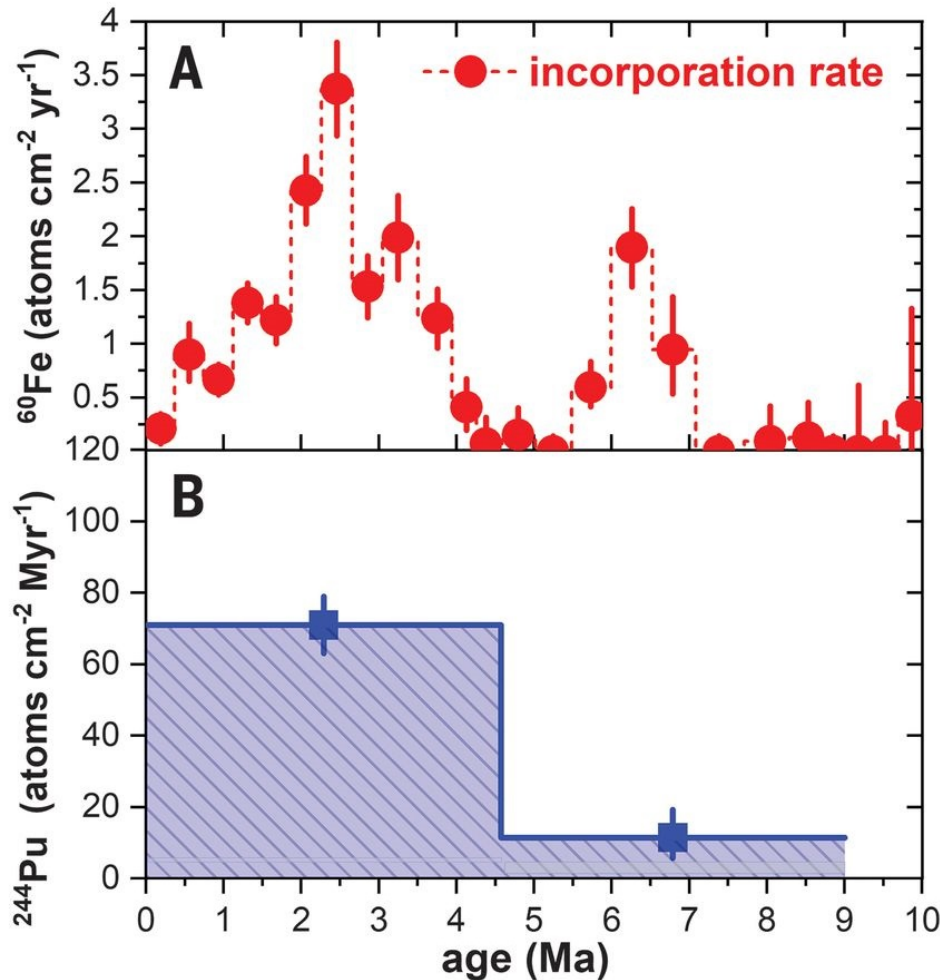 A
incorporation rate
⁶⁰Fe (atoms cm⁻² yr⁻¹)
4
3.5
3
2.5
2
1.5
1
0.5
120
B
²⁴⁴Pu (atoms cm⁻² Myr⁻¹)
100
80
60
40
20
0
0 1 2 3 4 5 6 7 8 9 10
age (Ma)